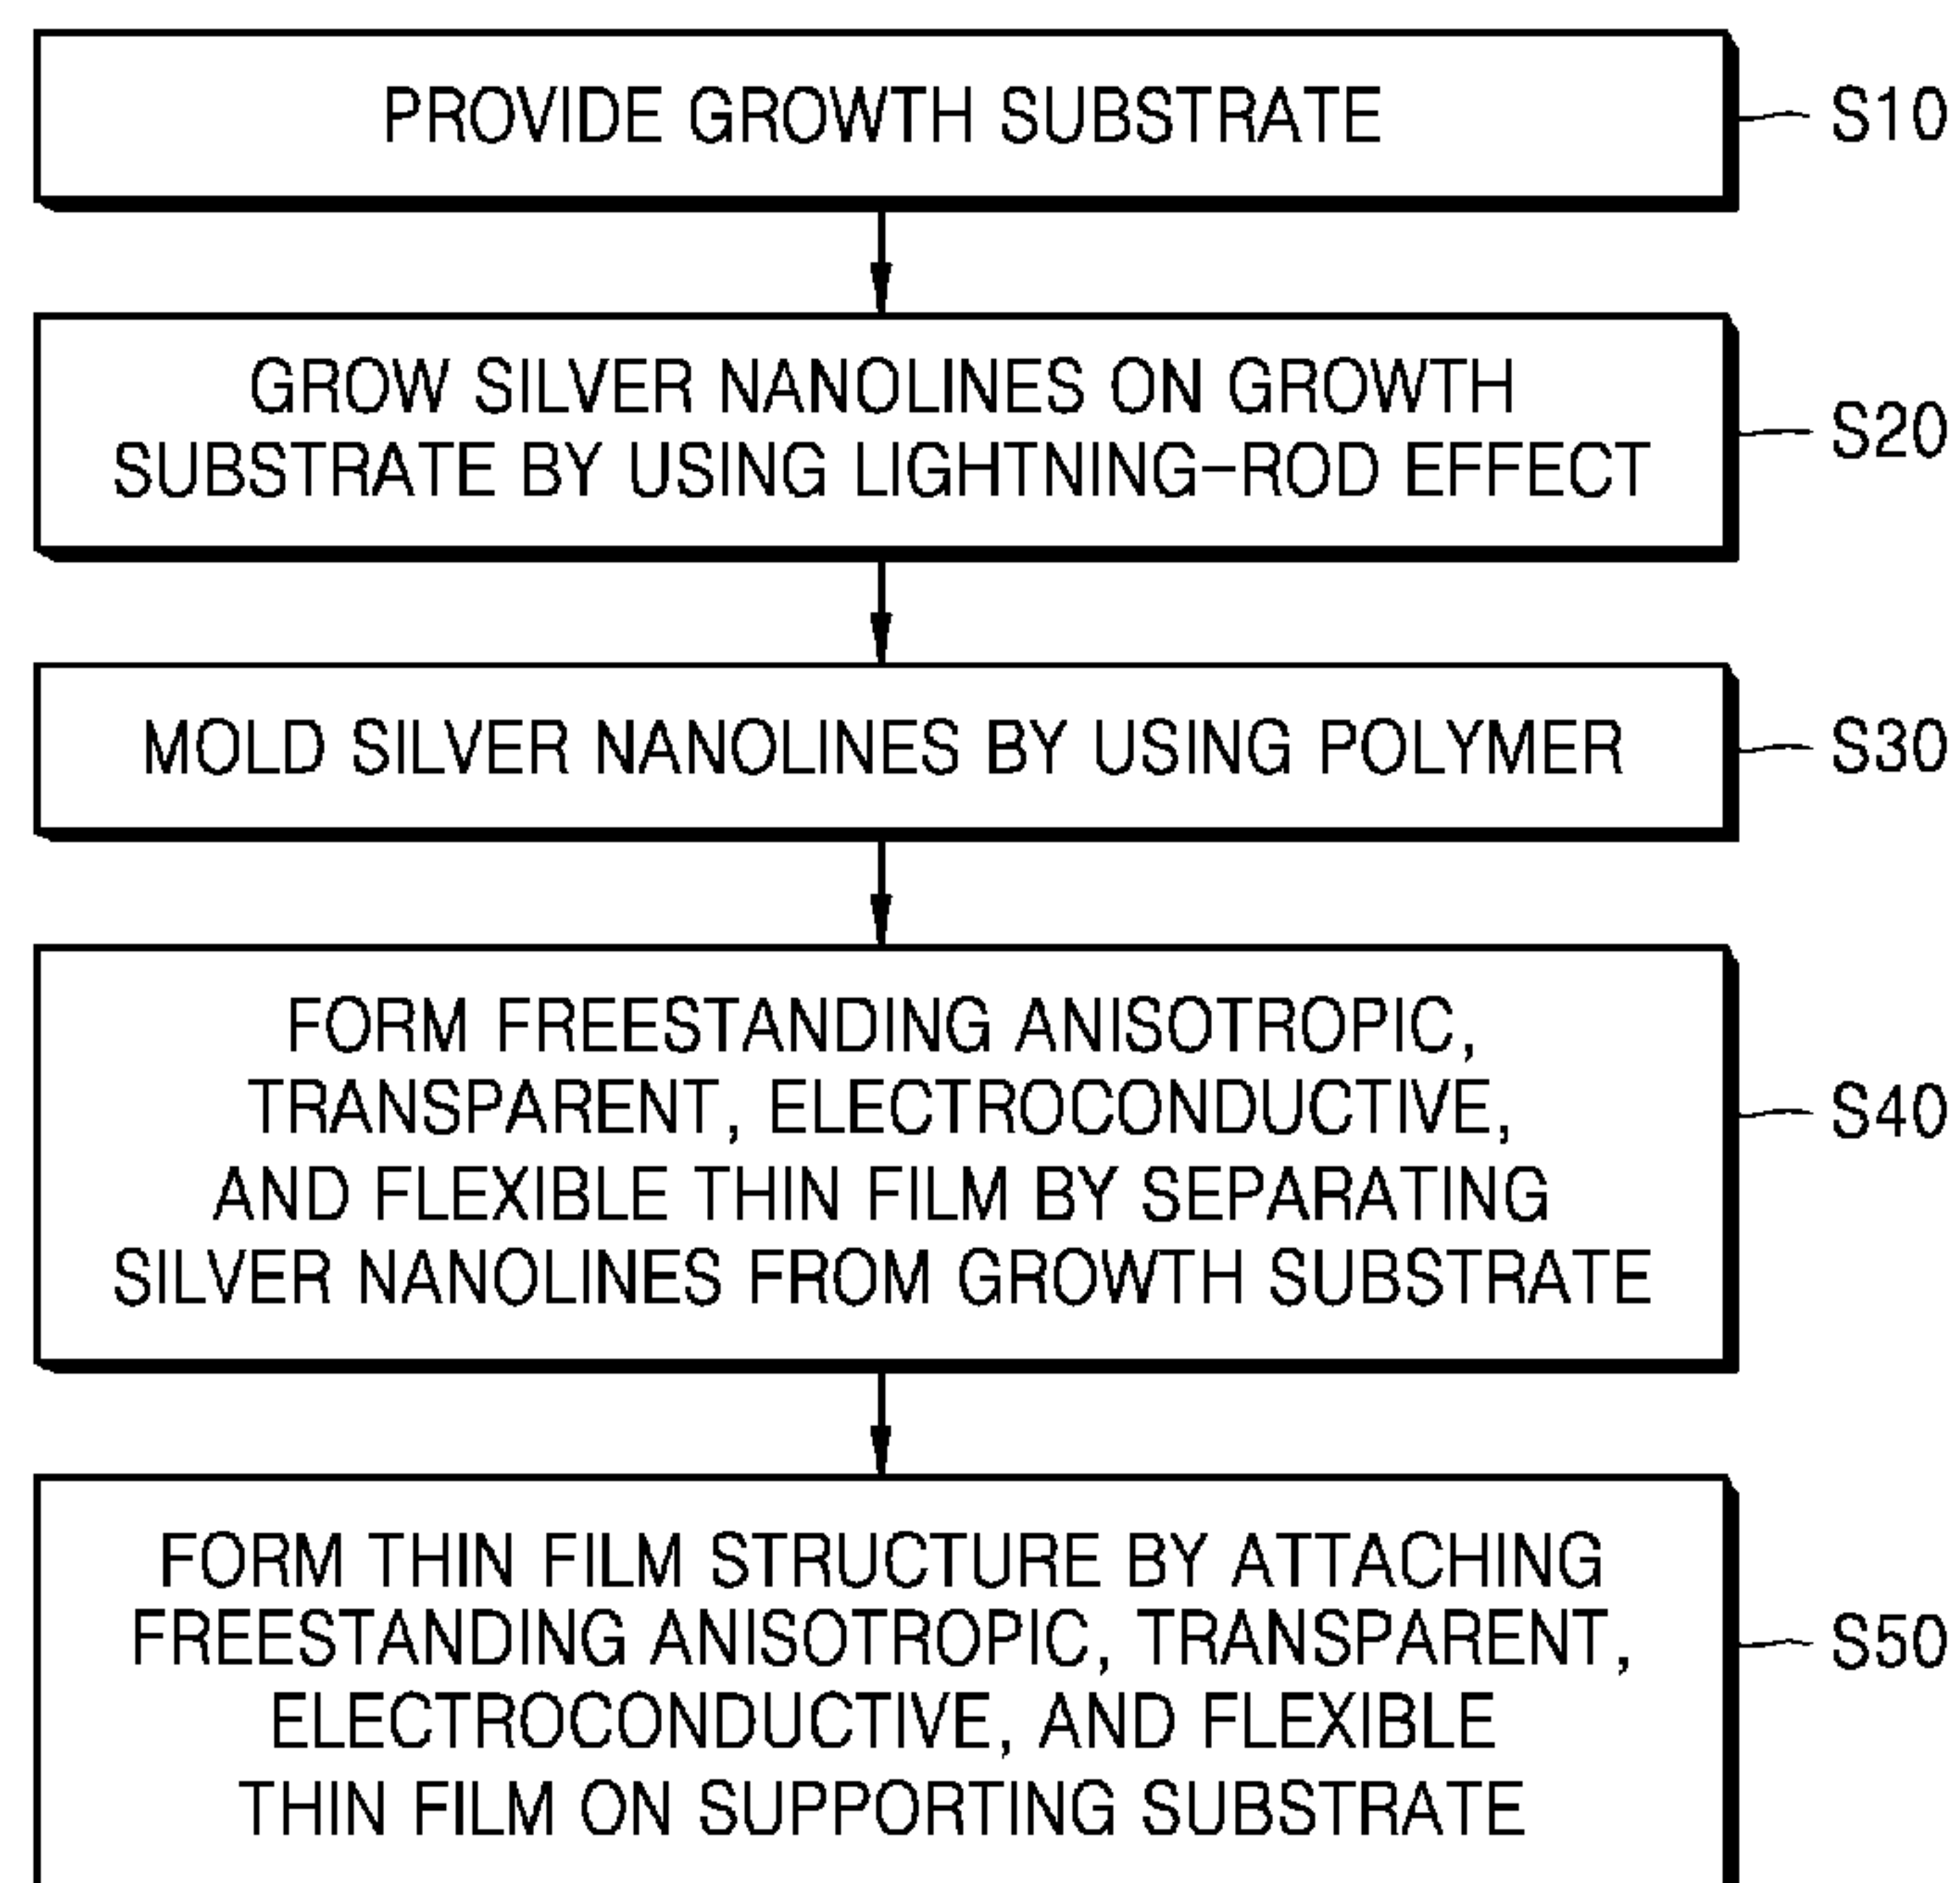 PROVIDE GROWTH SUBSTRATE
S10
GROW SILVER NANOLINES ON GROWTH
SUBSTRATE BY USING LIGHTNING-ROD EFFECT
S20
MOLD SILVER NANOLINES BY USING POLYMER
S30
FORM FREESTANDING ANISOTROPIC,
TRANSPARENT, ELECTROCONDUCTIVE,
AND FLEXIBLE THIN FILM BY SEPARATING
SILVER NANOLINES FROM GROWTH SUBSTRATE
S40
FORM THIN FILM STRUCTURE BY ATTACHING
FREESTANDING ANISOTROPIC, TRANSPARENT,
ELECTROCONDUCTIVE, AND FLEXIBLE
THIN FILM ON SUPPORTING SUBSTRATE
S50